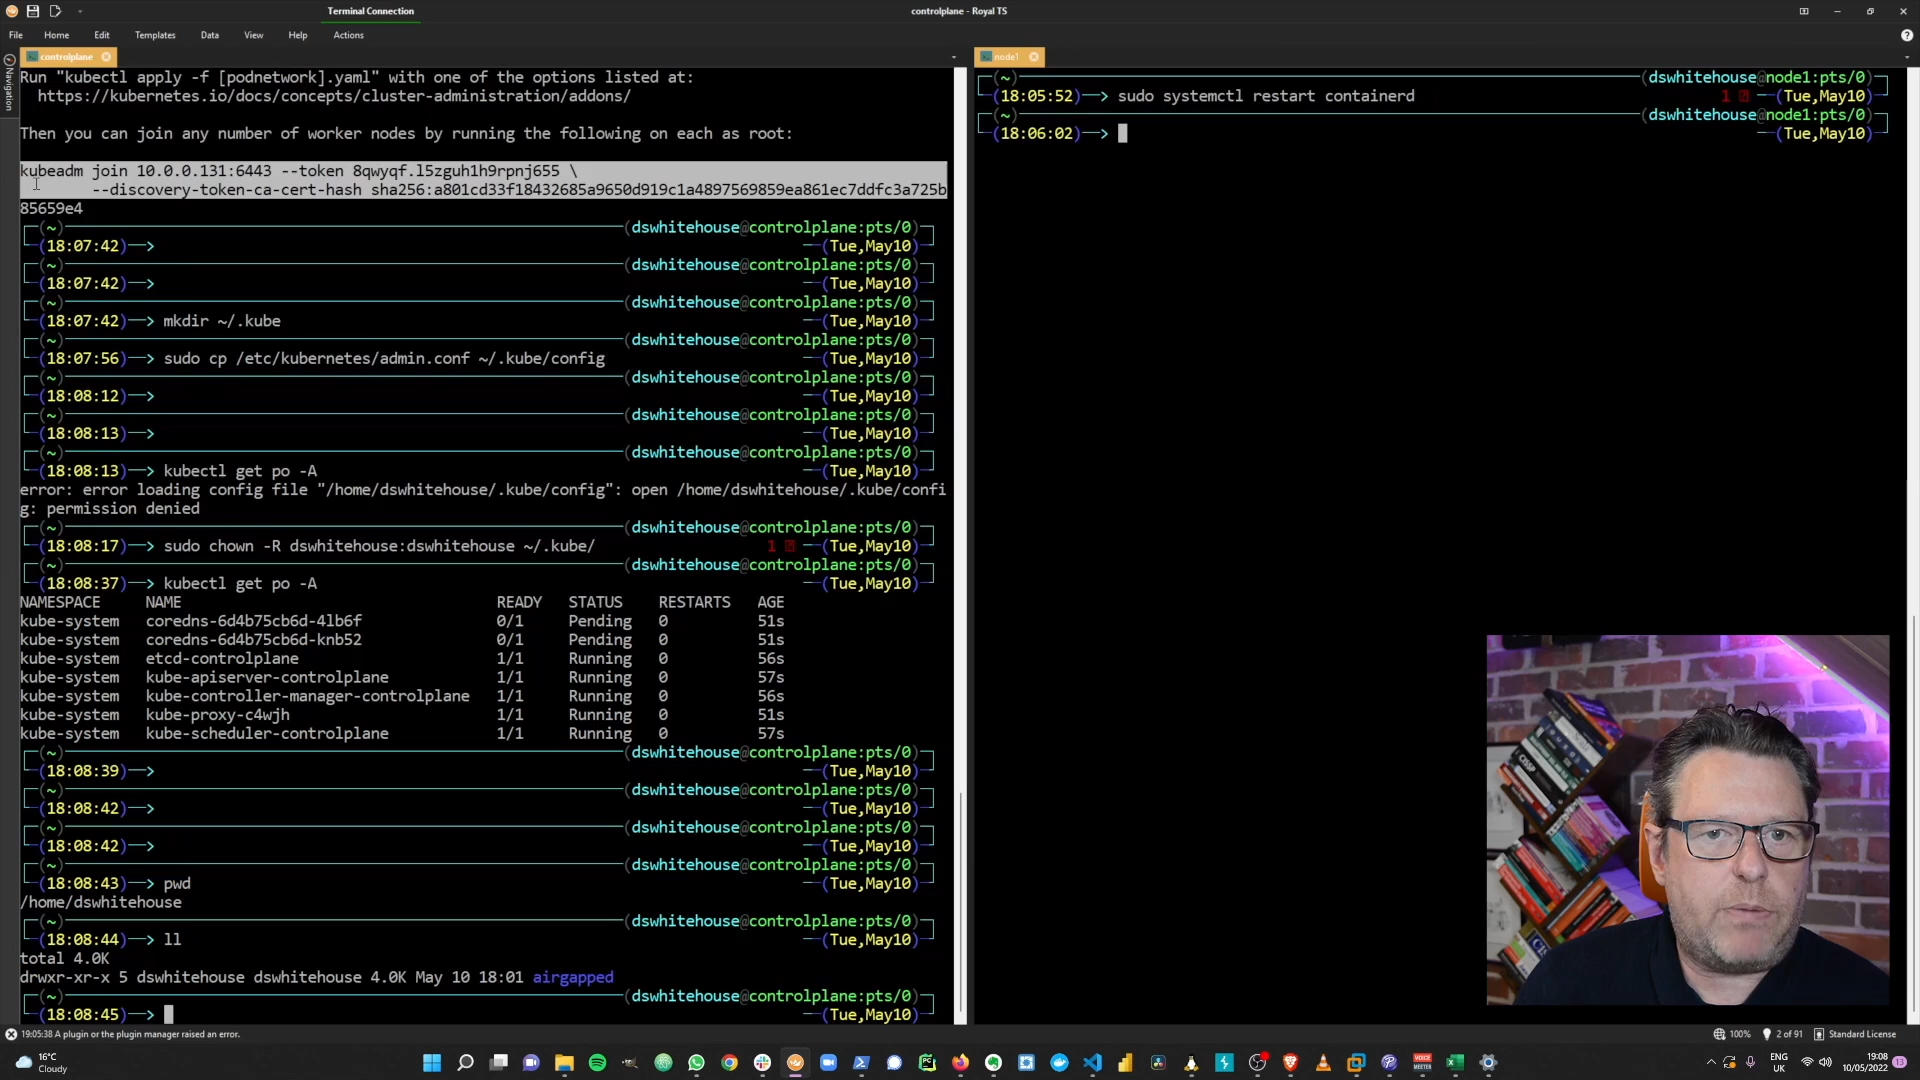 Terminal Connection
controlplane - Royal TS
File Home Edit Templates Data View Help Actions
Navigation
controlplane
Run "kubectl apply -f [podnetwork].yaml" with one of the options listed at:
https://kubernetes.io/docs/concepts/cluster-administration/addons/
Then you can join any number of worker nodes by running the following on each as root:
kubeadm join 10.0.0.131:6443 --token 8qwyqf.l5zguh1h9rpnj655 \
--discovery-token-ca-cert-hash sha256:a801cd33f18432685a9650d919c1a4897569859ea861ec7ddfc3a725b
85659e4
(~) (dswhitehouse@controlplane:pts/0)
(18:07:42)—> (Tue,May10)
(~) (dswhitehouse@controlplane:pts/0)
(18:07:42)—> (Tue,May10)
(~) (dswhitehouse@controlplane:pts/0)
(18:07:42)—> mkdir ~/.kube (Tue,May10)
(~) (dswhitehouse@controlplane:pts/0)
(18:07:56)—> sudo cp /etc/kubernetes/admin.conf ~/.kube/config (Tue,May10)
(~) (dswhitehouse@controlplane:pts/0)
(18:08:12)—> (Tue,May10)
(~) (dswhitehouse@controlplane:pts/0)
(18:08:13)—> (Tue,May10)
(~) (dswhitehouse@controlplane:pts/0)
(18:08:13)—> kubectl get po -A (Tue,May10)
error: error loading config file "/home/dswhitehouse/.kube/config": open /home/dswhitehouse/.kube/confi
g: permission denied
(~) (dswhitehouse@controlplane:pts/0)
(18:08:17)—> sudo chown -R dswhitehouse:dswhitehouse ~/.kube/ 1 (Tue,May10)
(~) (dswhitehouse@controlplane:pts/0)
(18:08:37)—> kubectl get po -A (Tue,May10)
NAMESPACE NAME READY STATUS RESTARTS AGE
kube-system coredns-6d4b75cb6d-4lb6f 0/1 Pending 0 51s
kube-system coredns-6d4b75cb6d-knb52 0/1 Pending 0 51s
kube-system etcd-controlplane 1/1 Running 0 56s
kube-system kube-apiserver-controlplane 1/1 Running 0 57s
kube-system kube-controller-manager-controlplane 1/1 Running 0 56s
kube-system kube-proxy-c4wjh 1/1 Running 0 51s
kube-system kube-scheduler-controlplane 1/1 Running 0 57s
(~) (dswhitehouse@controlplane:pts/0)
(18:08:39)—> (Tue,May10)
(~) (dswhitehouse@controlplane:pts/0)
(18:08:42)—> (Tue,May10)
(~) (dswhitehouse@controlplane:pts/0)
(18:08:42)—> (Tue,May10)
(~) (dswhitehouse@controlplane:pts/0)
(18:08:43)—> pwd (Tue,May10)
/home/dswhitehouse
(~) (dswhitehouse@controlplane:pts/0)
(18:08:44)—> ll (Tue,May10)
total 4.0K
drwxr-xr-x 5 dswhitehouse dswhitehouse 4.0K May 10 18:01 airgapped
(~) (dswhitehouse@controlplane:pts/0)
(18:08:45)—> (Tue,May10)
node1
(~) (dswhitehouse@node1:pts/0)
(18:05:52)—> sudo systemctl restart containerd 1 (Tue,May10)
(~) (dswhitehouse@node1:pts/0)
(18:06:02)—> (Tue,May10)
CISSP
19:05:38 A plugin or the plugin manager raised an error.
100% 2 of 91 Standard License
16°C
Cloudy
ENG
UK
19:08
10/05/2022
13